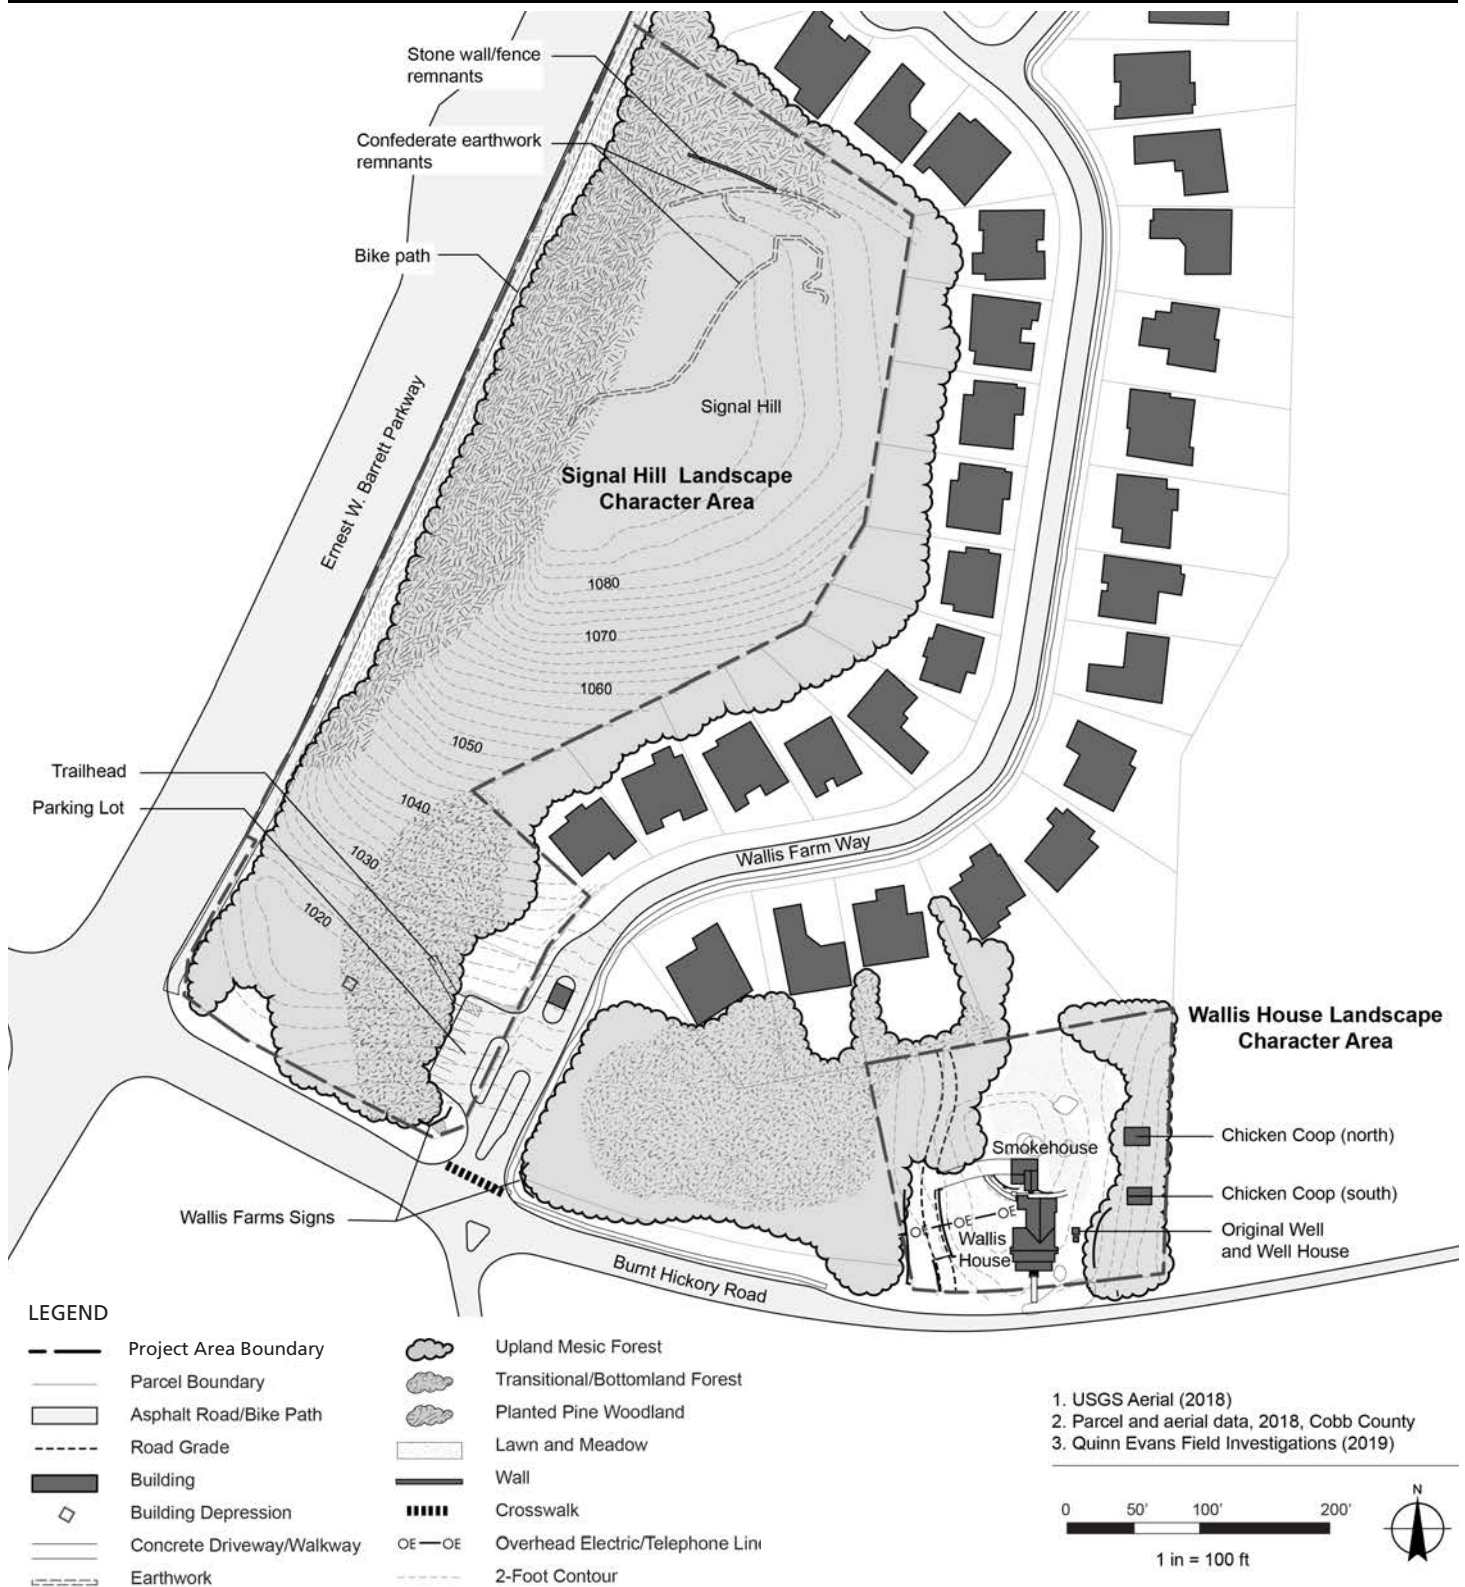 Stone wall/fence
remnants
Confederate earthwork
remnants
Bike path
Ernest W. Barrett Parkway
Signal Hill
Signal Hill Landscape
Character Area
1080
1070
1060
1050
1040
1030
1020
Trailhead
Parking Lot
Wallis Farm Way
Wallis House Landscape
Character Area
Chicken Coop (north)
Smokehouse
Chicken Coop (south)
OE
OE
OE
Wallis
House
Original Well
and Well House
Wallis Farms Signs
Burnt Hickory Road
LEGEND
Project Area Boundary
Parcel Boundary
Asphalt Road/Bike Path
Road Grade
Building
Building Depression
Concrete Driveway/Walkway
Earthwork
Upland Mesic Forest
Transitional/Bottomland Forest
Planted Pine Woodland
Lawn and Meadow
Wall
Crosswalk
OE OE Overhead Electric/Telephone Lin
2-Foot Contour
1. USGS Aerial (2018)
2. Parcel and aerial data, 2018, Cobb County
3. Quinn Evans Field Investigations (2019)
0 50' 100' 200'
1 in = 100 ft
N